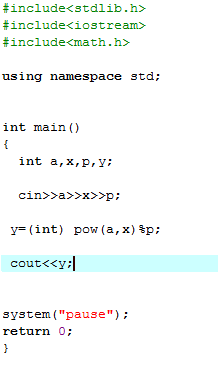 #include<stdlib.h>
#include<iostream>
#include<math.h>
using namespace std;
int main()
{
int a,x,p,y;
cin>>a>>x>>p;
y=(int) pow(a,x)%p;
cout<<y;
system("pause");
return 0;
}